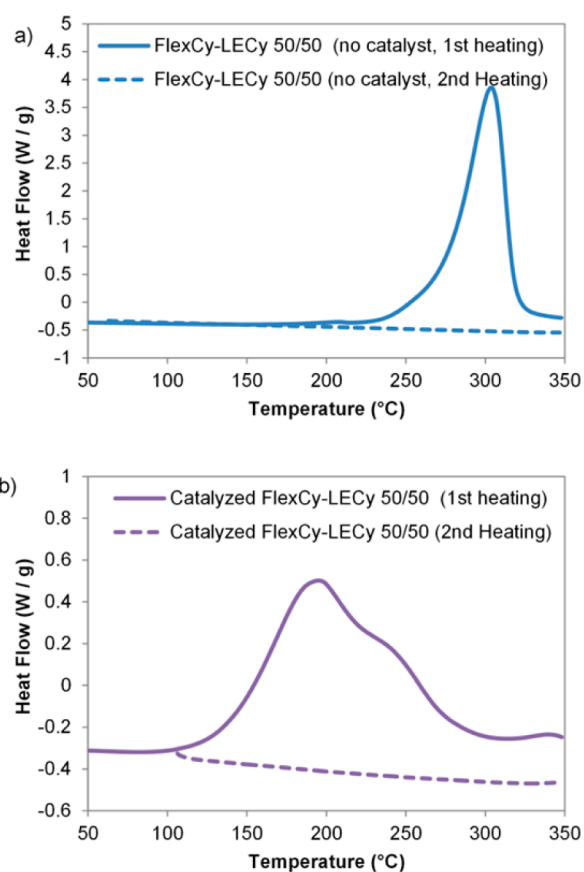 a)
FlexCy-LECy 50/50 (no catalyst, 1st heating)
FlexCy-LECy 50/50 (no catalyst, 2nd Heating)
Heat Flow (W / g)
5
4.5
4
3.5
3
2.5
2
1.5
1
0.5
0
-0.5
-1
50 100 150 200 250 300 350
Temperature (°C)
b)
Catalyzed FlexCy-LECy 50/50 (1st heating)
Catalyzed FlexCy-LECy 50/50 (2nd Heating)
Heat Flow (W / g)
1
0.8
0.6
0.4
0.2
0
-0.2
-0.4
-0.6
50 100 150 200 250 300 350
Temperature (°C)